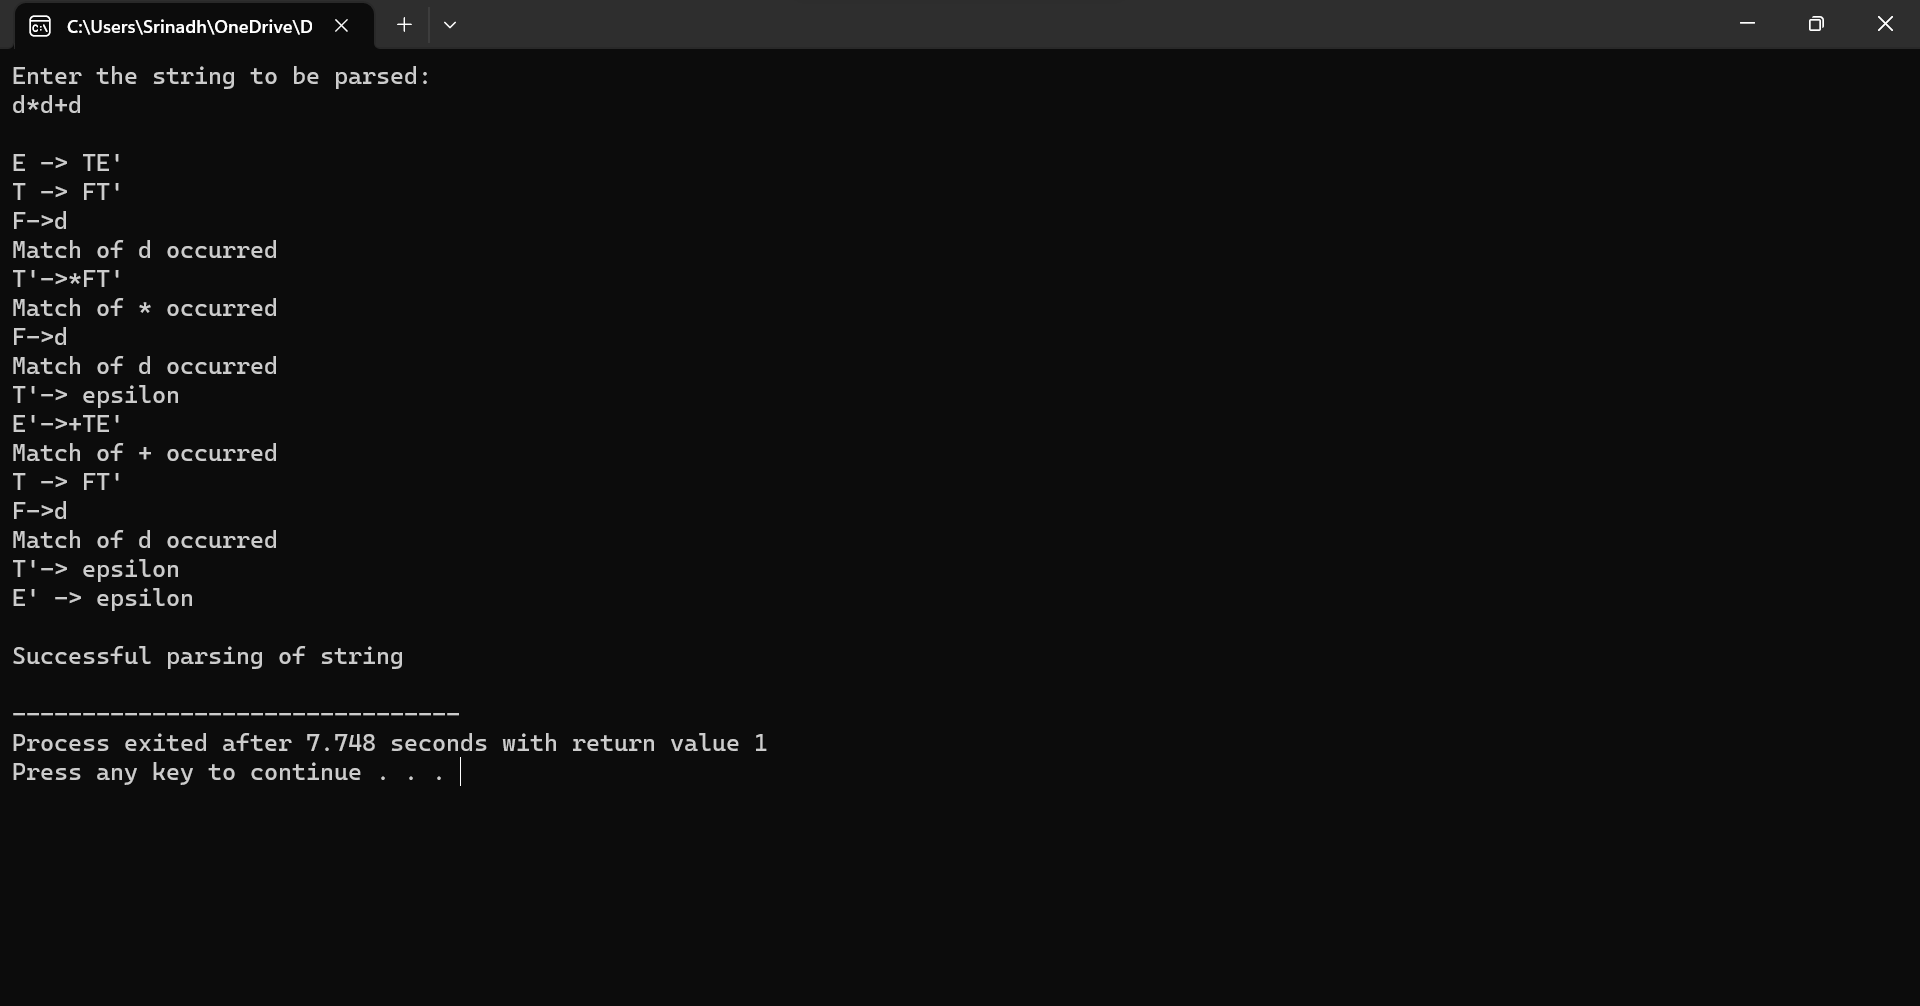 C:\Users\Srinadh\OneDrive\D
Enter the string to be parsed:
d*d+d
E -> TE'
T -> FT'
F->d
Match of d occurred
T'->*FT'
Match of * occurred
F->d
Match of d occurred
T'-> epsilon
E'->+TE'
Match of + occurred
T -> FT'
F->d
Match of d occurred
T'-> epsilon
E' -> epsilon
Successful parsing of string
--------------------------------
Process exited after 7.748 seconds with return value 1
Press any key to continue . . .